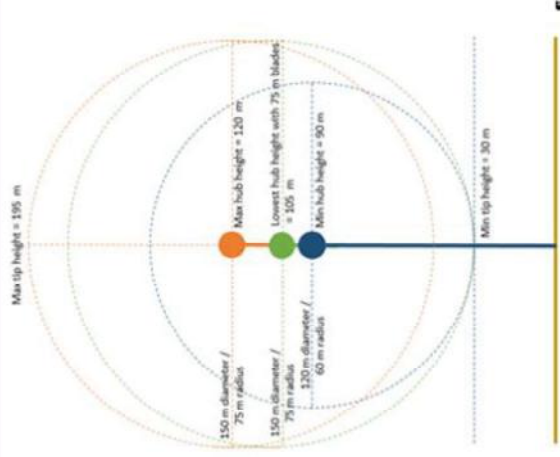 Max tip height = 195 m
150 m diameter /
75 m radius
Max hub height = 120 m
150 m diameter /
75 m radius
Lowest hub height with 75 m blades
= 105 m
120 m diameter /
60 m radius
Min hub height = 90 m
Min tip height = 30 m